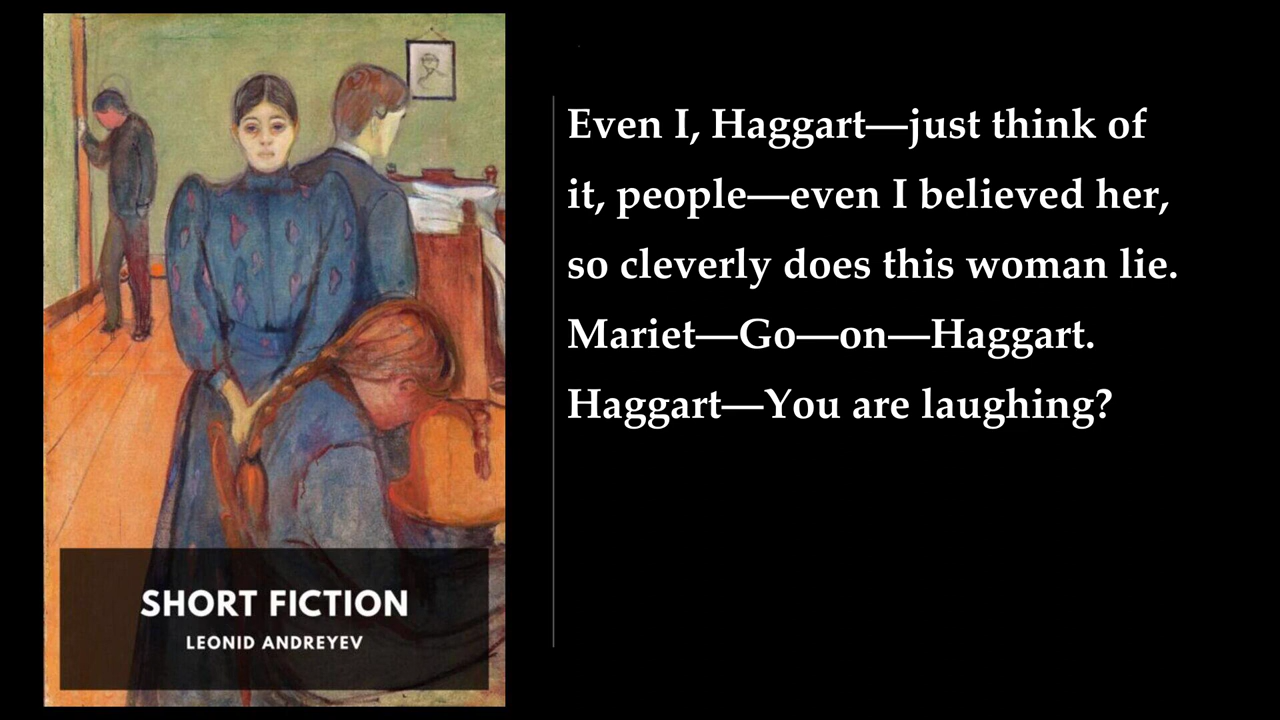 Even I, Haggart—just think of
it, people—even I believed her,
so cleverly does this woman lie.
Mariet—Go—on—Haggart.
Haggart—You are laughing?
SHORT FICTION
LEONID ANDREYEV